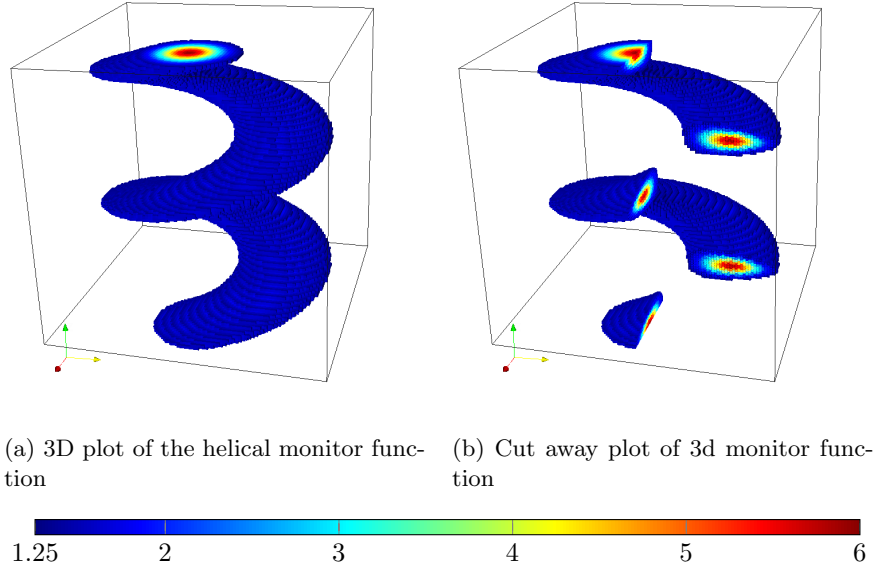 (a) 3D plot of the helical monitor func-
tion
(b) Cut away plot of 3d monitor func-
tion
1.25 2 3 4 5 6